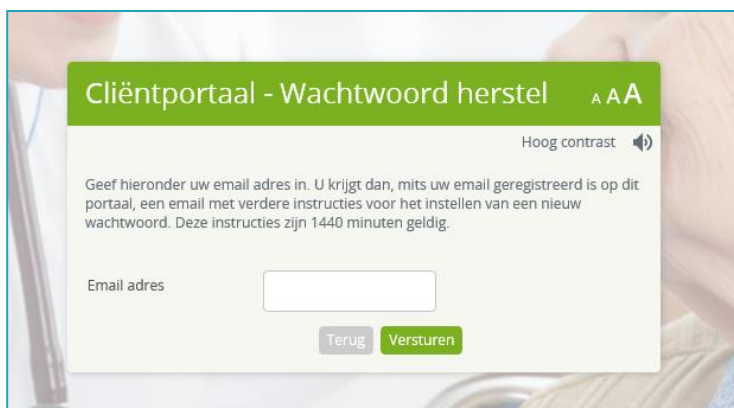 Cliëntportaal - Wachtwoord herstel A A A
Hoog contrast
Geef hieronder uw email adres in. U krijgt dan, mits uw email geregistreerd is op dit
portaal, een email met verdere instructies voor het instellen van een nieuw
wachtwoord. Deze instructies zijn 1440 minuten geldig.
Email adres
Terug Versturen